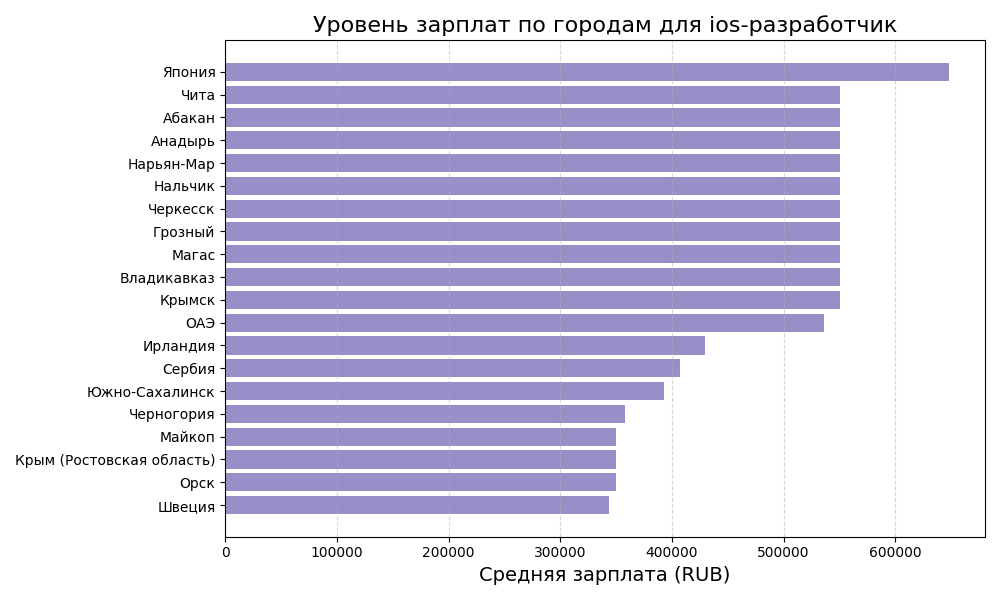 Уровень зарплат по городам для ios-разработчик
Япония
Чита
Абакан
Анадырь
Нарьян-Мар
Нальчик
Черкесск
Грозный
Магас
Владикавказ
Крымск
ОАЭ
Ирландия
Сербия
Южно-Сахалинск
Черногория
Майкоп
Крым (Ростовская область)
Орск
Швеция
0 100000 200000 300000 400000 500000 600000
Средняя зарплата (RUB)